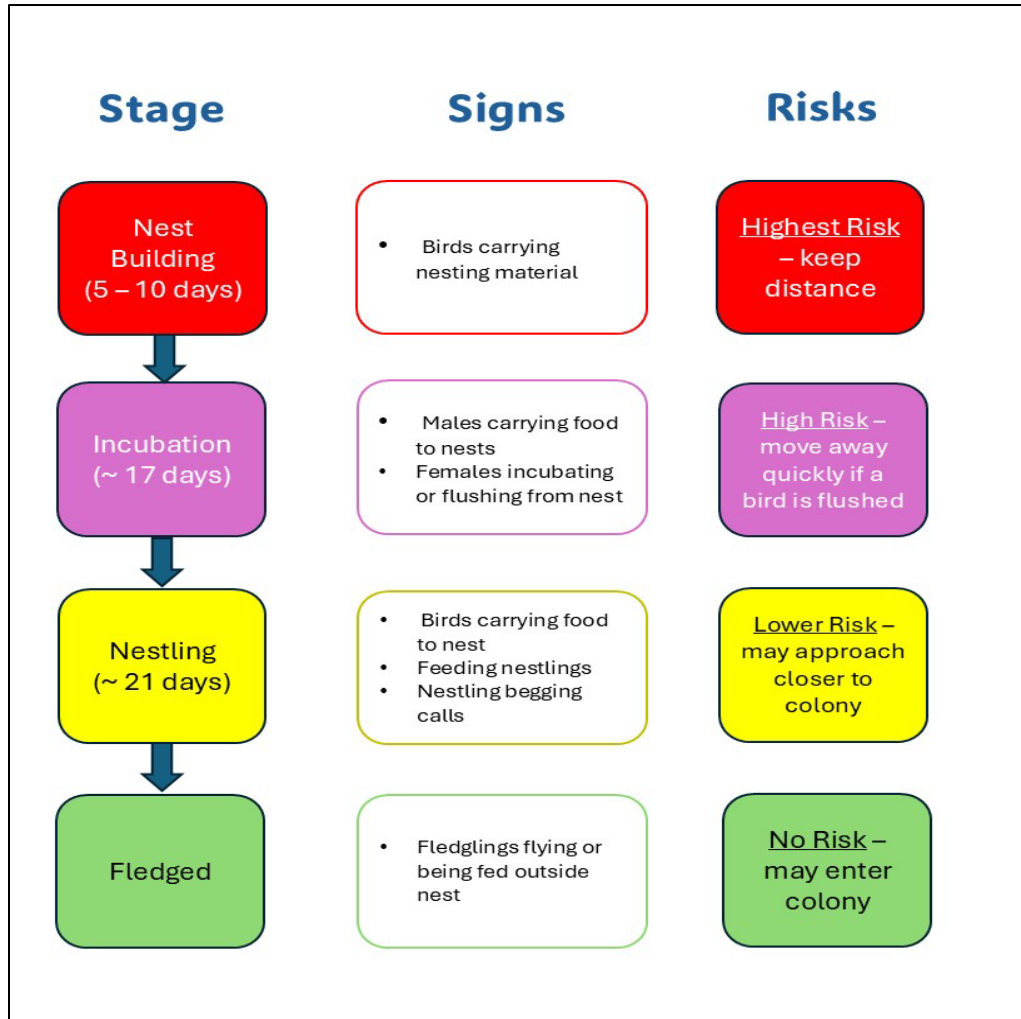 Stage
Signs
Risks
Nest
Building
(5 – 10 days)
• Birds carrying
nesting material
Highest Risk
– keep
distance
Incubation
(~ 17 days)
• Males carrying food
to nests
• Females incubating
or flushing from nest
High Risk –
move away
quickly if a
bird is flushed
Nestling
(~ 21 days)
• Birds carrying food
to nest
• Feeding nestlings
• Nestling begging
calls
Lower Risk –
may approach
closer to
colony
Fledged
• Fledglings flying or
being fed outside
nest
No Risk –
may enter
colony